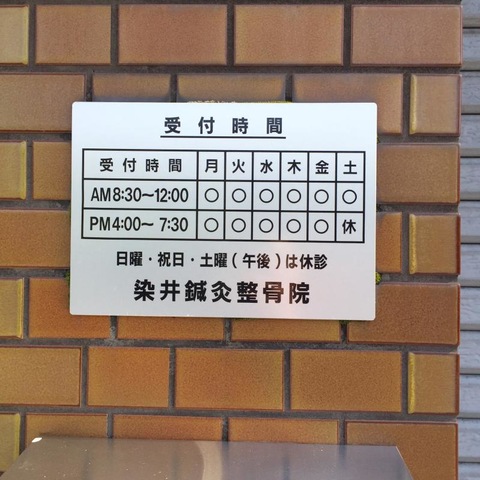 受付時間
受付時間 月 火 水 木 金 土
AM8:30〜12:00 ○ ○ ○ ○ ○ ○
PM4:00〜 7:30 ○ ○ ○ ○ ○ 休
日曜・祝日・土曜(午後)は休診
染井鍼灸整骨院